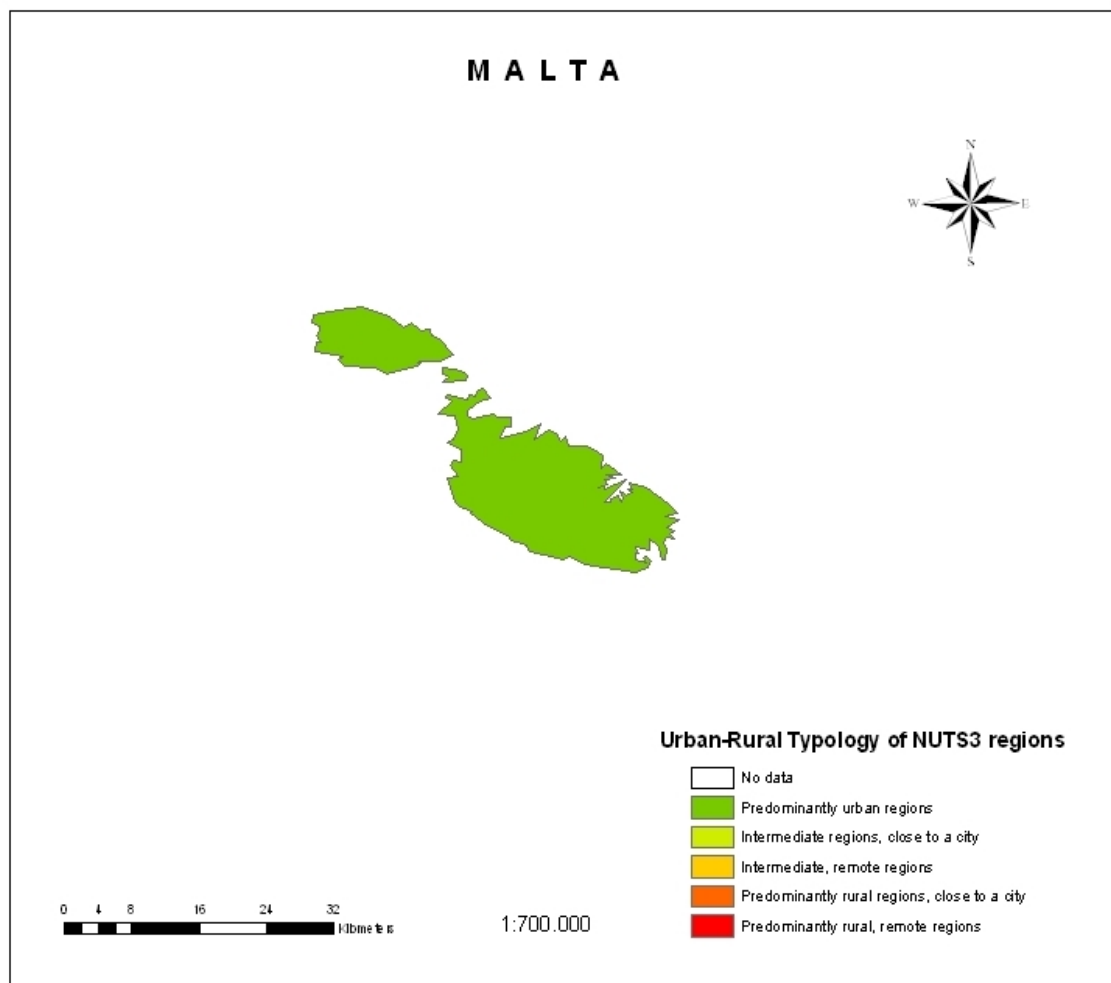 M A L T A
N
W
E
S
Urban-Rural Typology of NUTS3 regions
No data
Predominantly urban regions
Intermediate regions, close to a city
Intermediate, remote regions
Predominantly rural regions, close to a city
Predominantly rural, remote regions
0 4 8 16 24 32
Kilometers
1:700.000